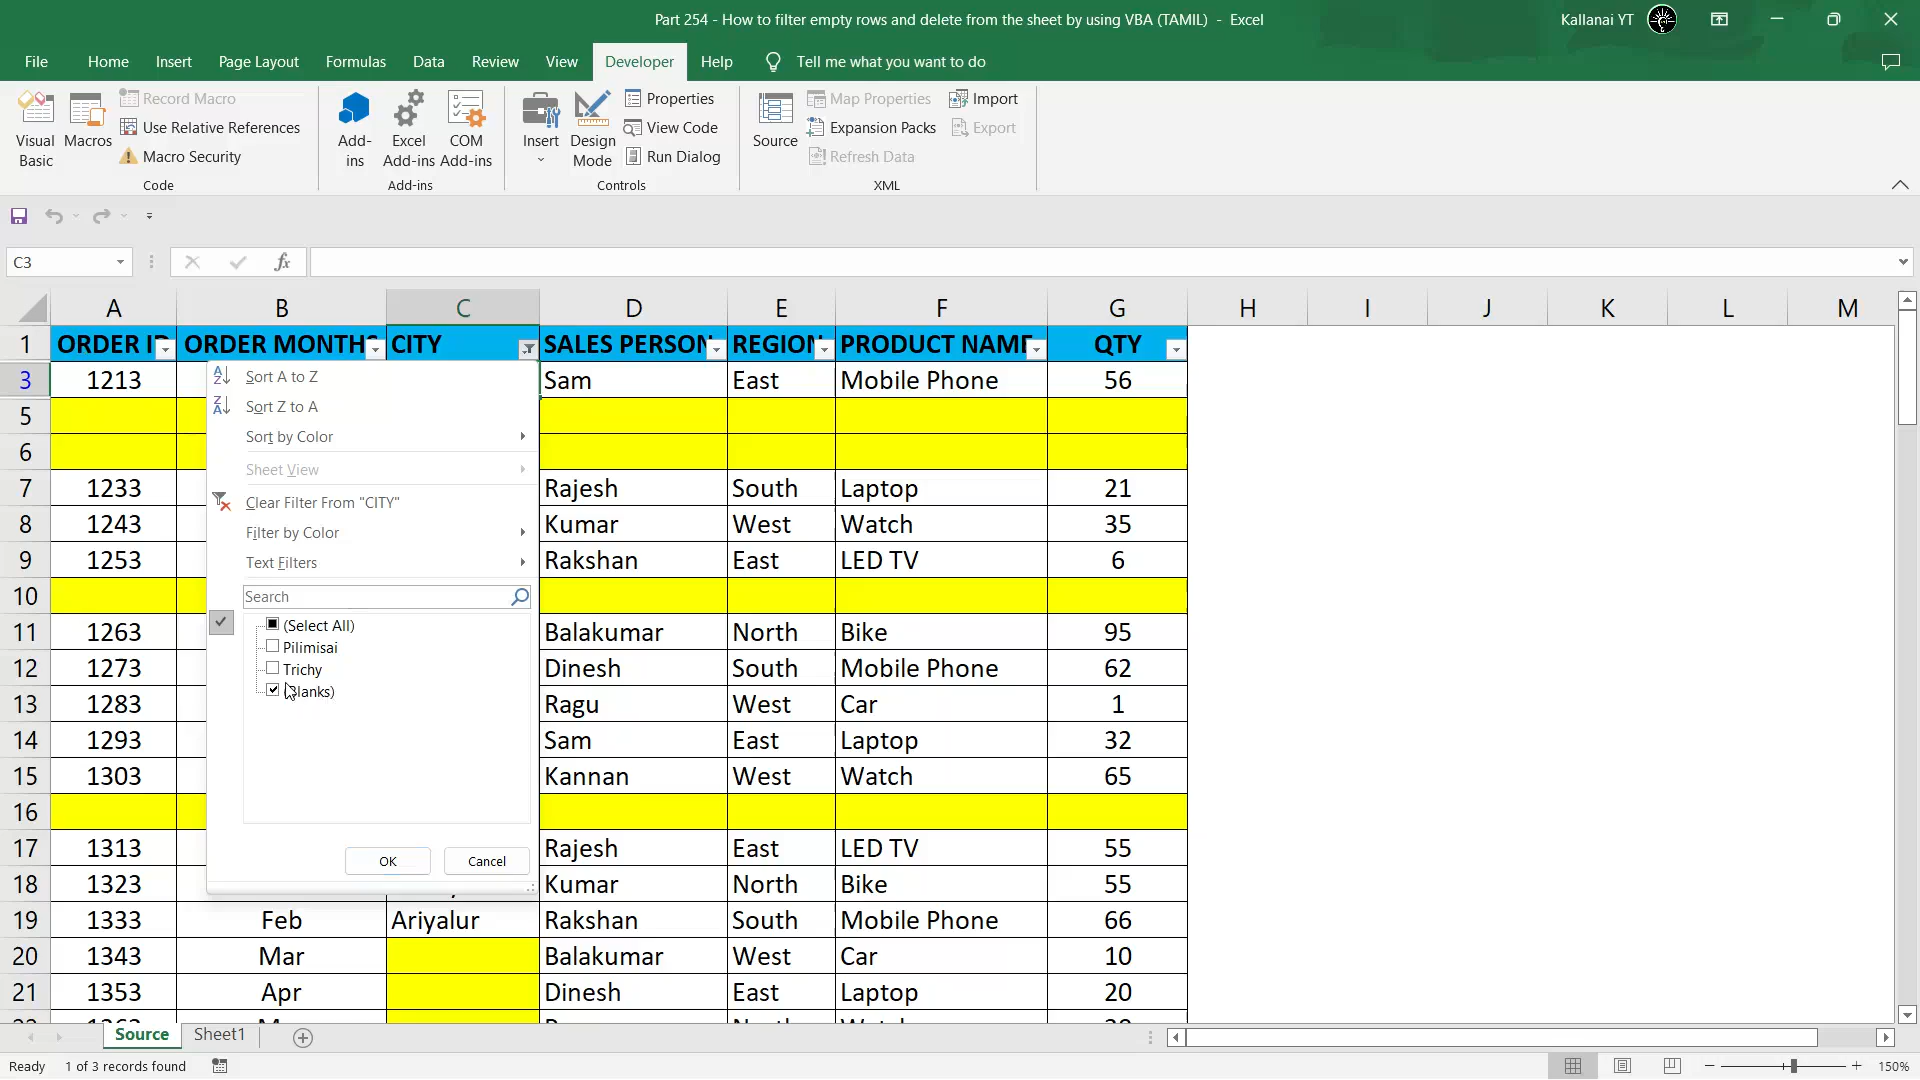 Part 254 - How to filter empty rows and delete from the sheet by using VBA (TAMIL) - Excel
Kallanai YT
File Home Insert Page Layout Formulas Data Review View Developer Help Tell me what you want to do
Visual Basic
Macros
Record Macro
Use Relative References
Macro Security
Code
Add-ins
Excel Add-ins
COM Add-ins
Add-ins
Insert
Design Mode
Properties
View Code
Run Dialog
Controls
Source
Map Properties
Expansion Packs
Refresh Data
Import
Export
XML
C3
fx
A B C D E F G H I J K L M
1 ORDER ID ORDER MONTHS CITY SALES PERSON REGION PRODUCT NAME QTY
3 1213 Sam East Mobile Phone 56
5
6
7 1233 Rajesh South Laptop 21
8 1243 Kumar West Watch 35
9 1253 Rakshan East LED TV 6
10
11 1263 Balakumar North Bike 95
12 1273 Dinesh South Mobile Phone 62
13 1283 Ragu West Car 1
14 1293 Sam East Laptop 32
15 1303 Kannan West Watch 65
16
17 1313 Rajesh East LED TV 55
18 1323 Kumar North Bike 55
19 1333 Feb Ariyalur Rakshan South Mobile Phone 66
20 1343 Mar Balakumar West Car 10
21 1353 Apr Dinesh East Laptop 20
Sort A to Z
Sort Z to A
Sort by Color
Sheet View
Clear Filter From "CITY"
Filter by Color
Text Filters
Search
(Select All)
Pilimisai
Trichy
(Blanks)
OK Cancel
Source Sheet1
Ready 1 of 3 records found 150%